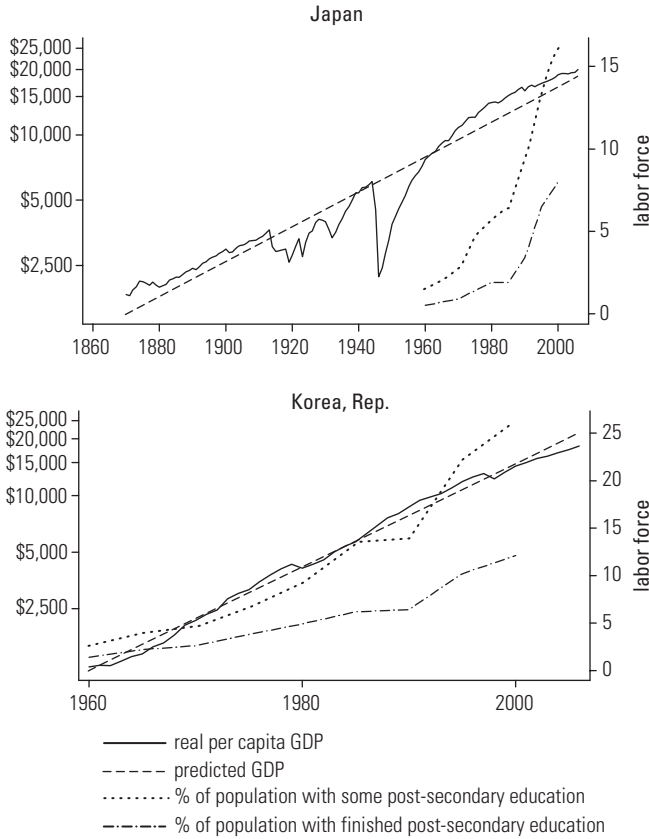 Japan
$25,000
$20,000
$15,000
$10,000
$5,000
$2,500
15
10
5
0
labor force
1860 1880 1900 1920 1940 1960 1980 2000
Korea, Rep.
$25,000
$20,000
$15,000
$10,000
$5,000
$2,500
25
20
15
10
5
0
labor force
1960 1980 2000
real per capita GDP
predicted GDP
% of population with some post-secondary education
% of population with finished post-secondary education